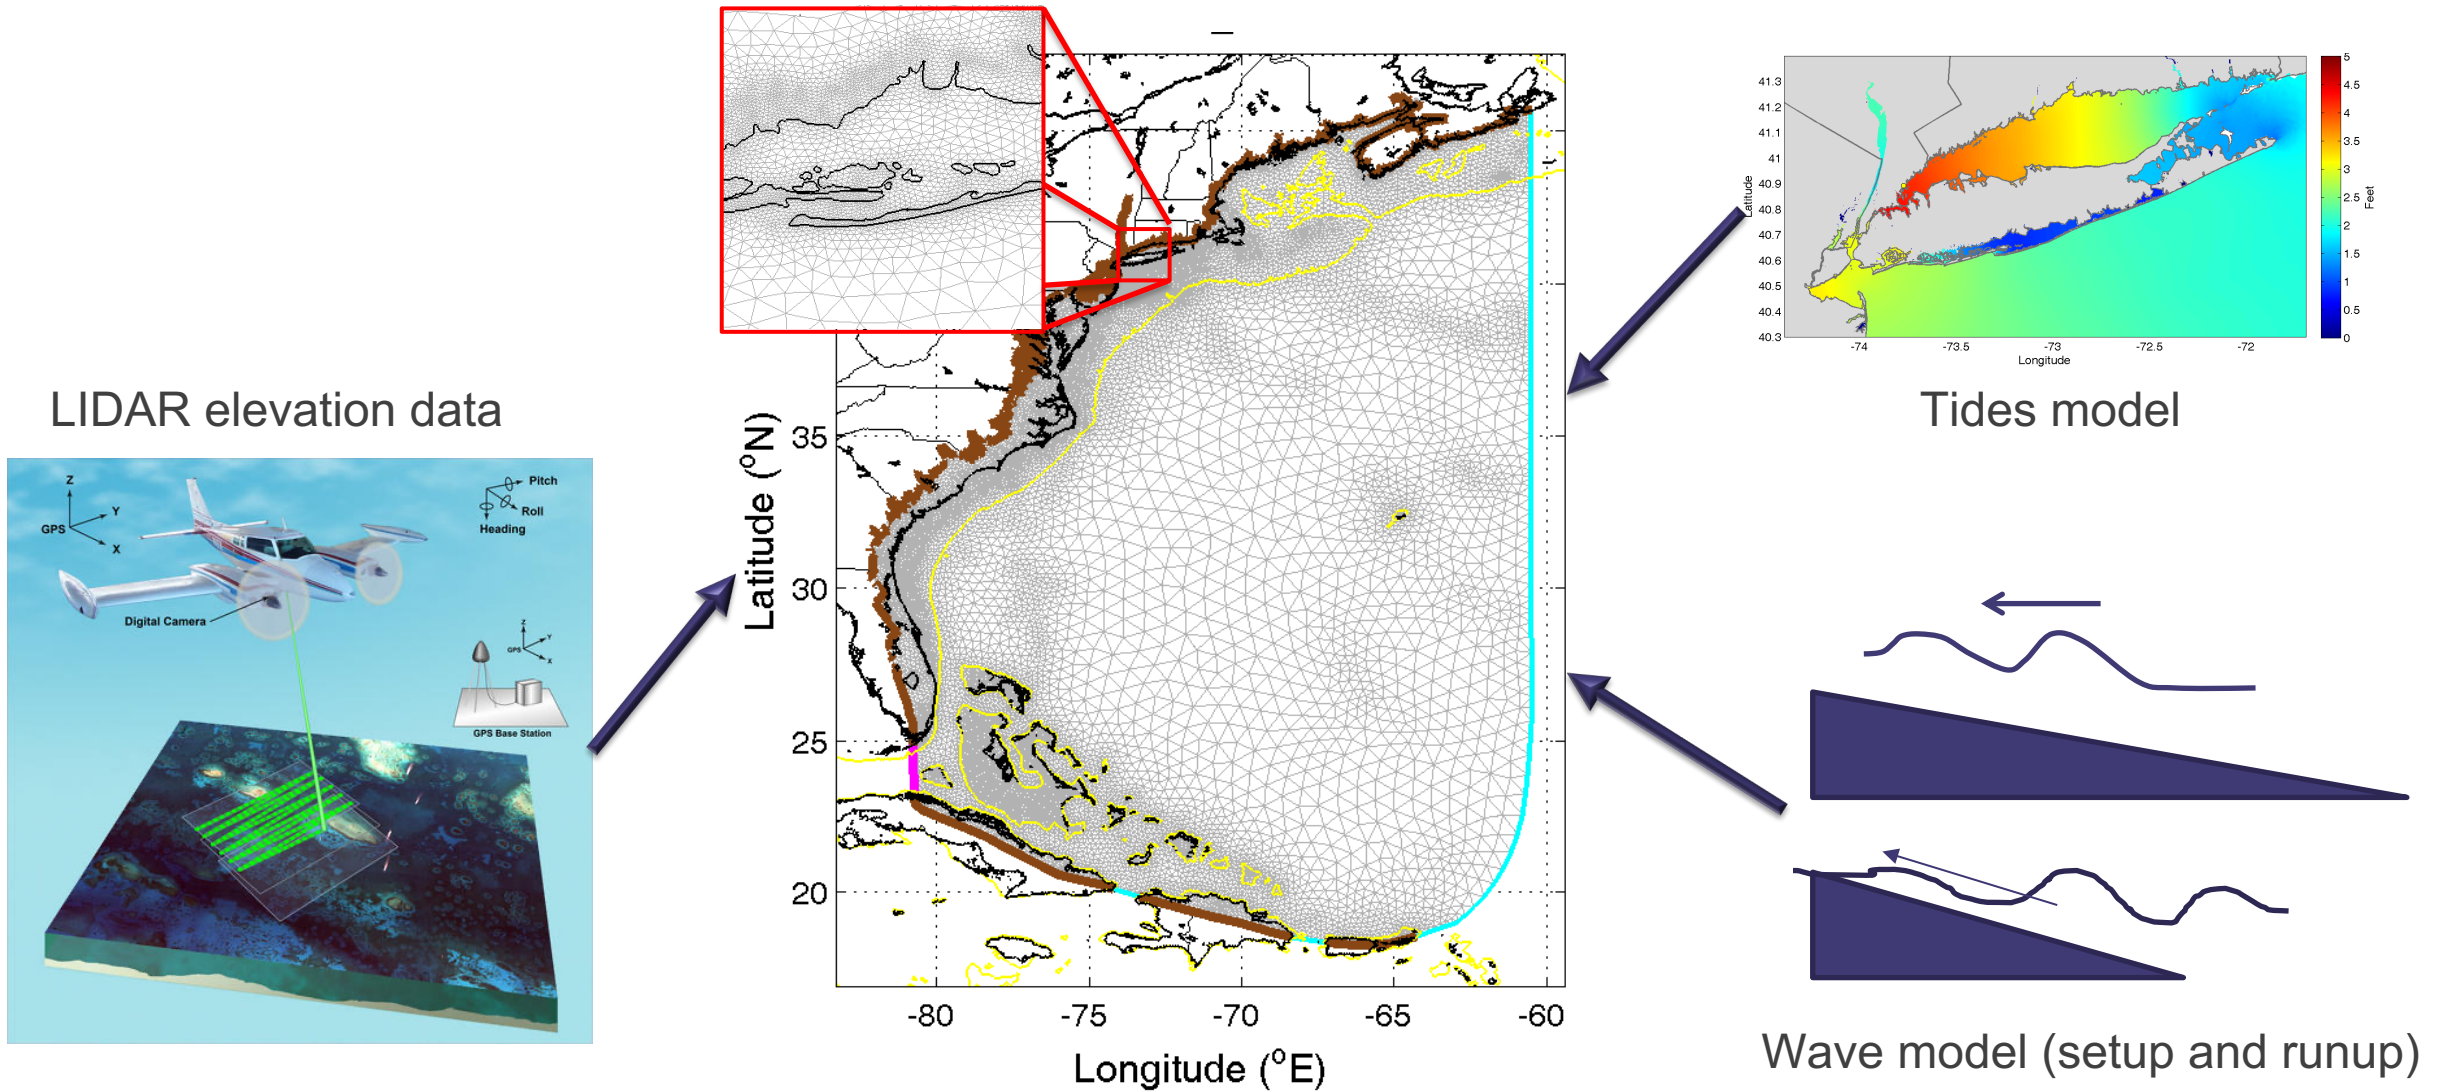 LIDAR elevation data
Z
Y
GPS
X
Pitch
Roll
Heading
Digital Camera
Z
Y
GPS
X
GPS Base Station
Latitude (°N)
35
30
25
20
-80
-75
-70
-65
-60
Longitude (°E)
Latitude
41.3
41.2
41.1
41
40.9
40.8
40.7
40.6
40.5
40.4
40.3
-74
-73.5
-73
-72.5
-72
Longitude
5
4.5
4
3.5
3
2.5
2
1.5
1
0.5
0
Feet
Tides model
Wave model (setup and runup)